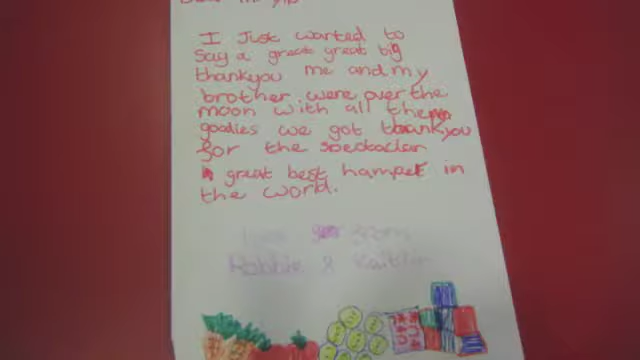 I Just wanted to
Say a great great big
thankyou me and my
brother were over the
moon with all the
goodies we got thankyou
for the spectacler
great best hamper in
the world.
Robbie & Kaitlin